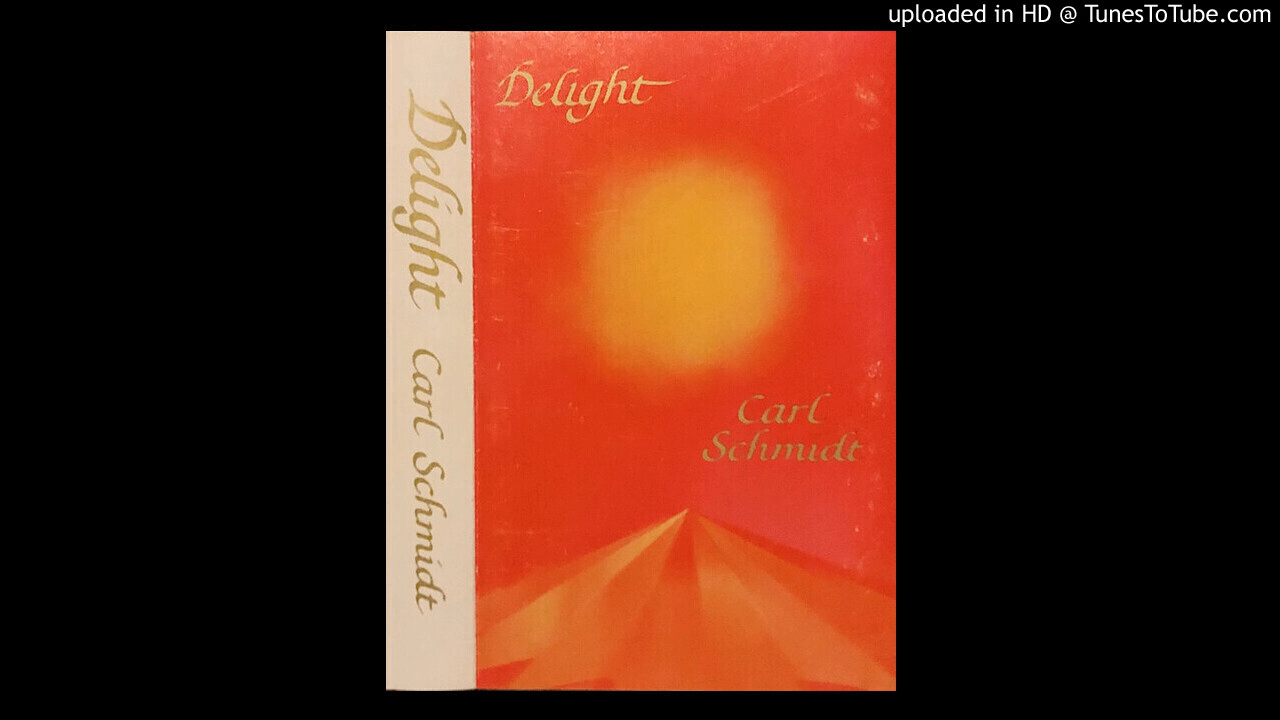 uploaded in HD @ TunesToTube.com
Delight Carl Schmidt
Delight
Carl
Schmidt